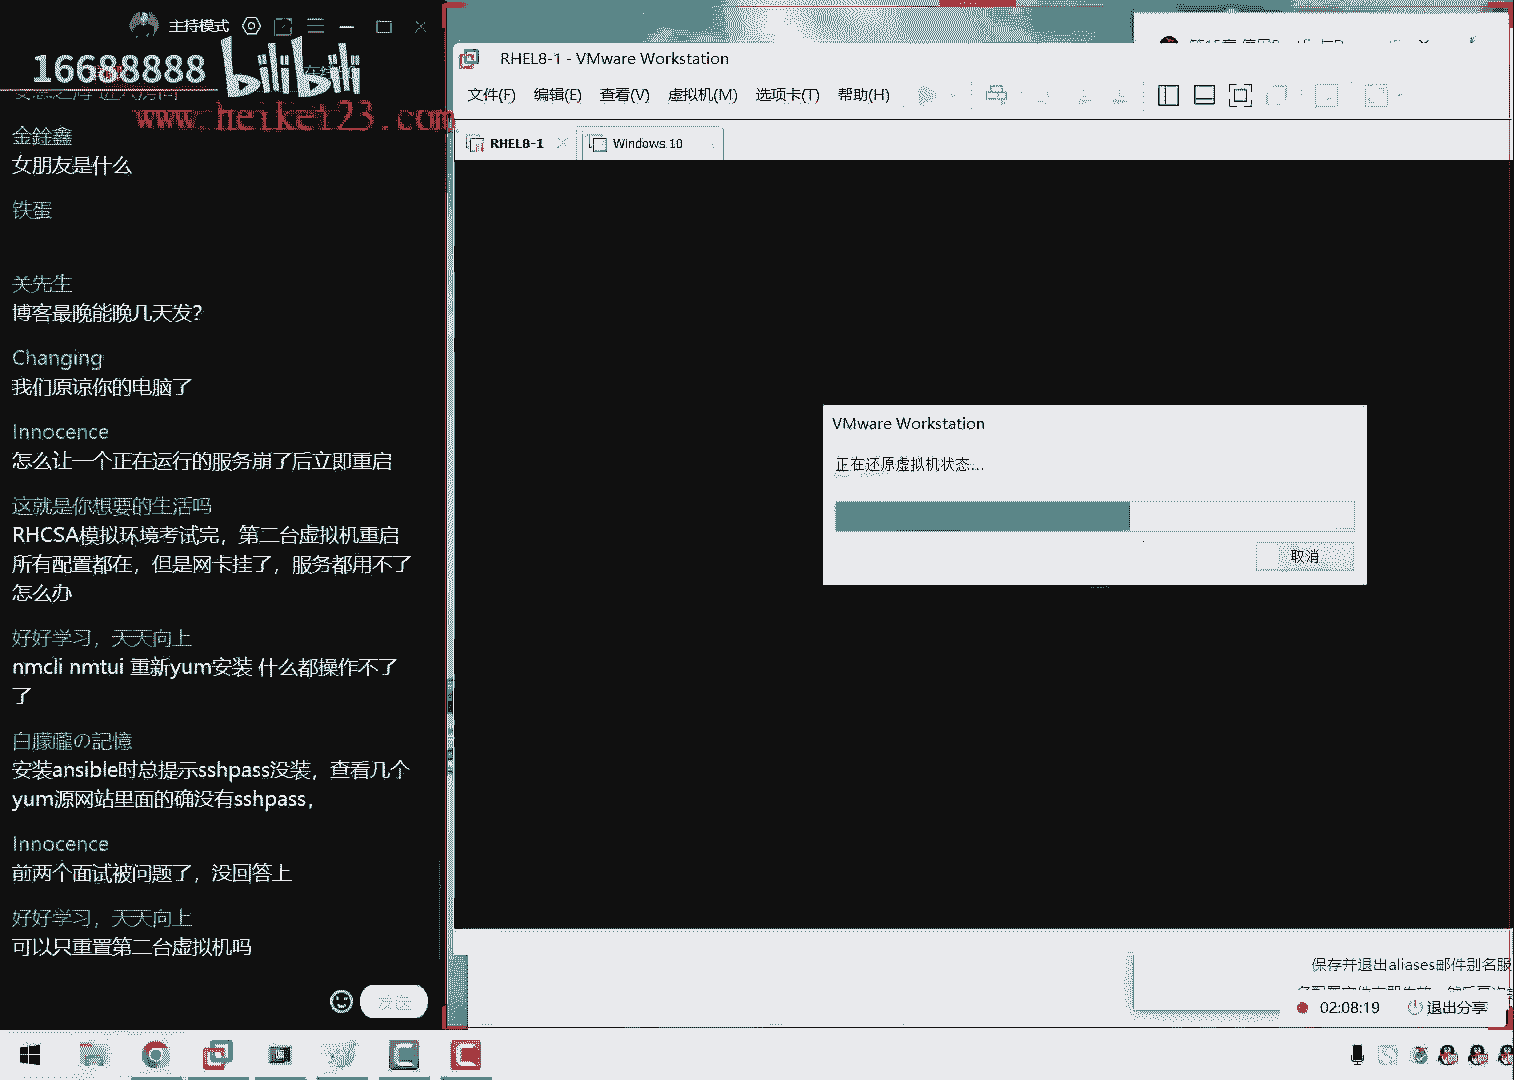 主持模式
16688888
bilibili
www.heike123.com
金銓鑫
女朋友是什么
铁蛋
关先生
博客最晚能晚几天发?
Changing
我们原谅你的电脑了
Innocence
怎么让一个正在运行的服务崩了后立即重启
这就是你想要的生活吗
RHCSA模拟环境考试完，第二台虚拟机重启
所有配置都在，但是网卡挂了，服务都用不了
怎么办
好好学习，天天向上
nmcli nmtui 重新yum安装 什么都操作不了
了
白朦朧の記憶
安装ansible时总提示sshpass没装，查看几个
yum源网站里面的确没有sshpass，
Innocence
前两个面试被问题了，没回答上
好好学习，天天向上
可以只重置第二台虚拟机吗
发送
RHEL8-1 - VMware Workstation
文件(F) 编辑(E) 查看(V) 虚拟机(M) 选项卡(T) 帮助(H)
RHEL8-1
Windows 10
VMware Workstation
正在还原虚拟机状态...
取消
保存并退出aliases邮件别名服
02:08:19 退出分享